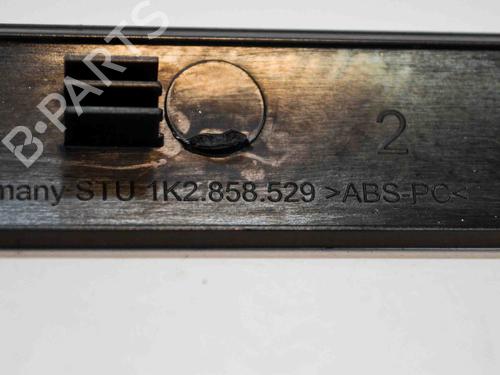 B-PARTS
2
many STU 1K2.858.529 >ABS-PC<